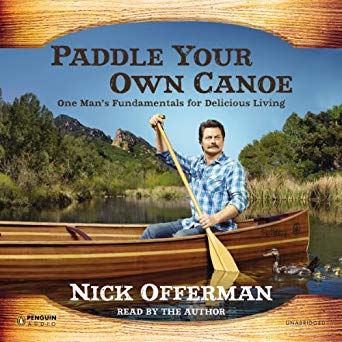 PADDLE YOUR
OWN CANOE
One Man's Fundamentals for Delicious Living
NICK OFFERMAN
READ BY THE AUTHOR
PENGUIN
AUDIO
UNABRIDGED